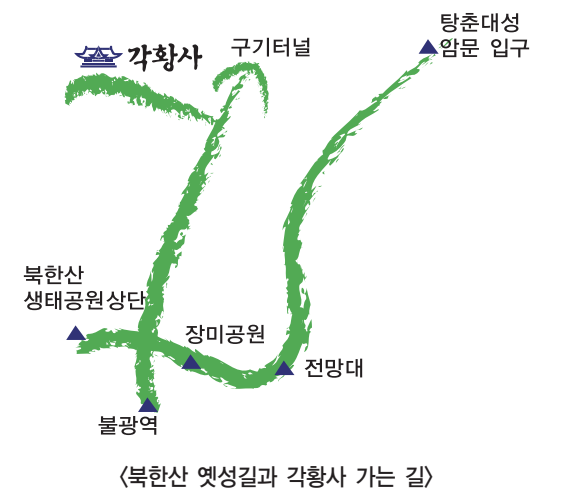 탕춘대성
암문 입구
구기터널
각황사
북한산
생태공원상단
장미공원
전망대
불광역
〈북한산 옛성길과 각황사 가는 길〉